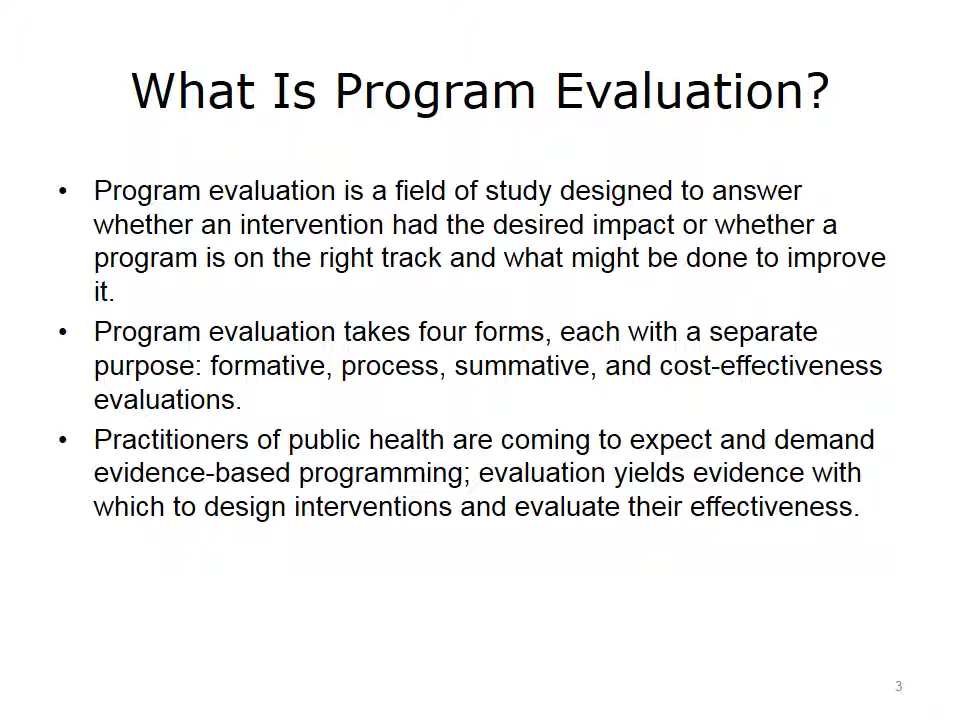 What Is Program Evaluation?
• Program evaluation is a field of study designed to answer
whether an intervention had the desired impact or whether a
program is on the right track and what might be done to improve
it.
• Program evaluation takes four forms, each with a separate
purpose: formative, process, summative, and cost-effectiveness
evaluations.
• Practitioners of public health are coming to expect and demand
evidence-based programming; evaluation yields evidence with
which to design interventions and evaluate their effectiveness.
3